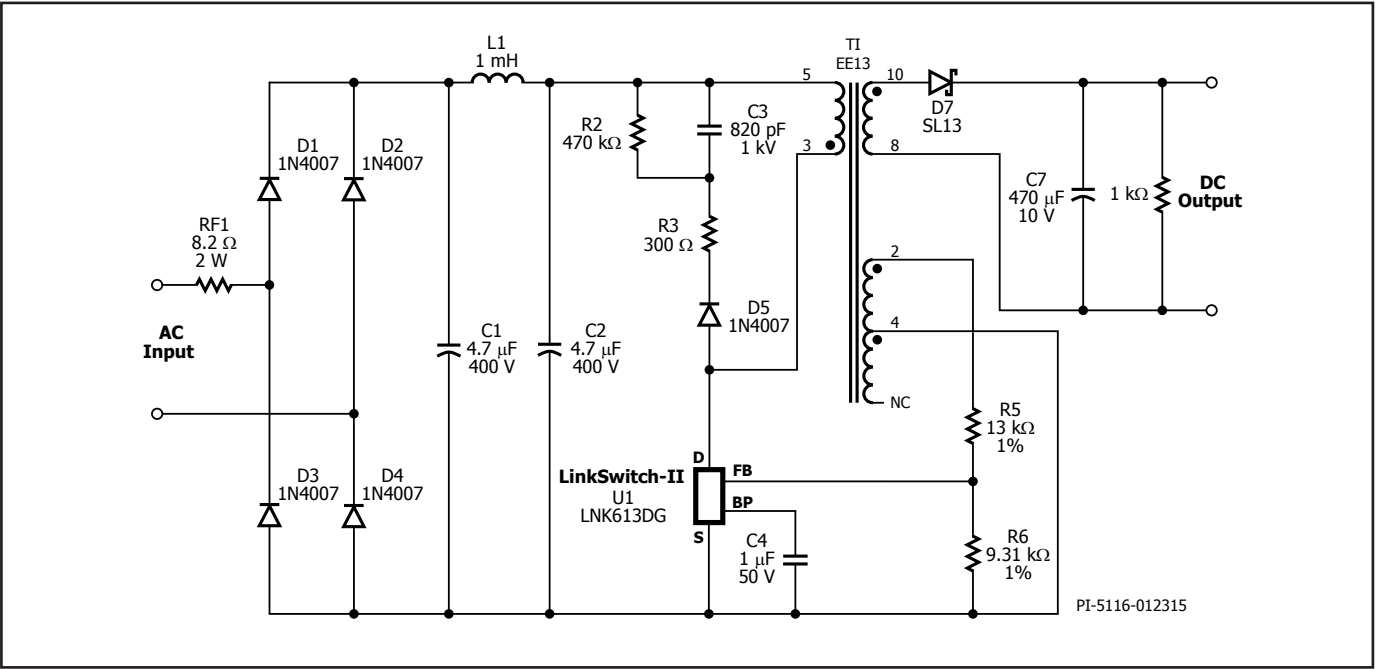 L1
1 mH
TI
EE13
5
10
D7
SL13
R2
470 kΩ
C3
820 pF
1 kV
3
8
D1
1N4007
D2
1N4007
C7
470 µF
10 V
1 kΩ
DC
Output
RF1
8.2 Ω
2 W
R3
300 Ω
2
AC
Input
D5
1N4007
4
C1
4.7 µF
400 V
C2
4.7 µF
400 V
NC
R5
13 kΩ
1%
D3
1N4007
D4
1N4007
LinkSwitch-II
U1
LNK613DG
D
FB
BP
S
C4
1 µF
50 V
R6
9.31 kΩ
1%
PI-5116-012315